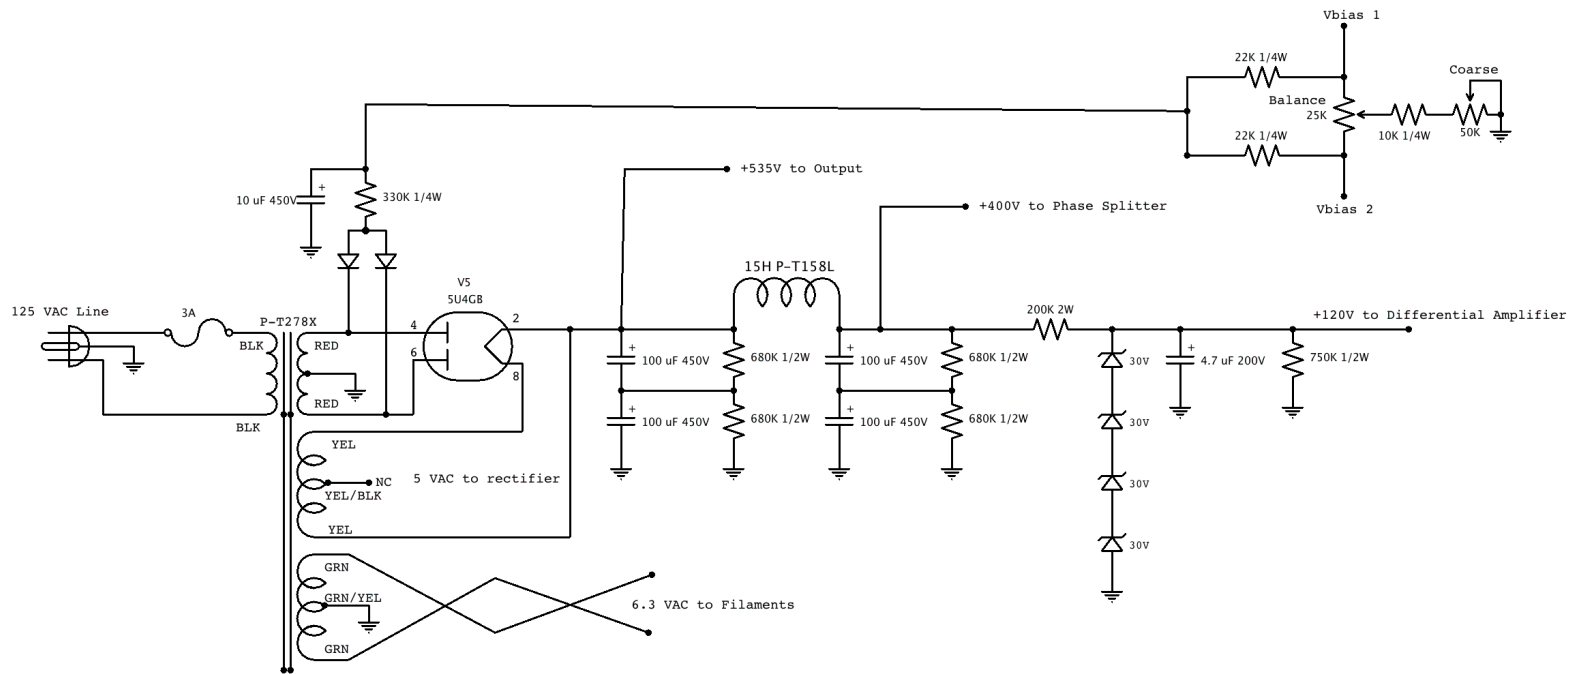 Vbias 1
22K 1/4W
Coarse
Balance
25K
50K
10K 1/4W
22K 1/4W
Vbias 2
+535V to Output
+400V to Phase Splitter
+
10 uF 450V
330K 1/4W
15H P-T158L
V5
5U4GB
125 VAC Line
3A
P-T278X
BLK
RED
4
6
2
8
RED
BLK
200K 2W
+120V to Differential Amplifier
+
100 uF 450V
680K 1/2W
+
100 uF 450V
680K 1/2W
30V
+
4.7 uF 200V
750K 1/2W
+
100 uF 450V
680K 1/2W
+
100 uF 450V
680K 1/2W
30V
YEL
NC
5 VAC to rectifier
YEL/BLK
YEL
30V
30V
GRN
GRN/YEL
6.3 VAC to Filaments
GRN